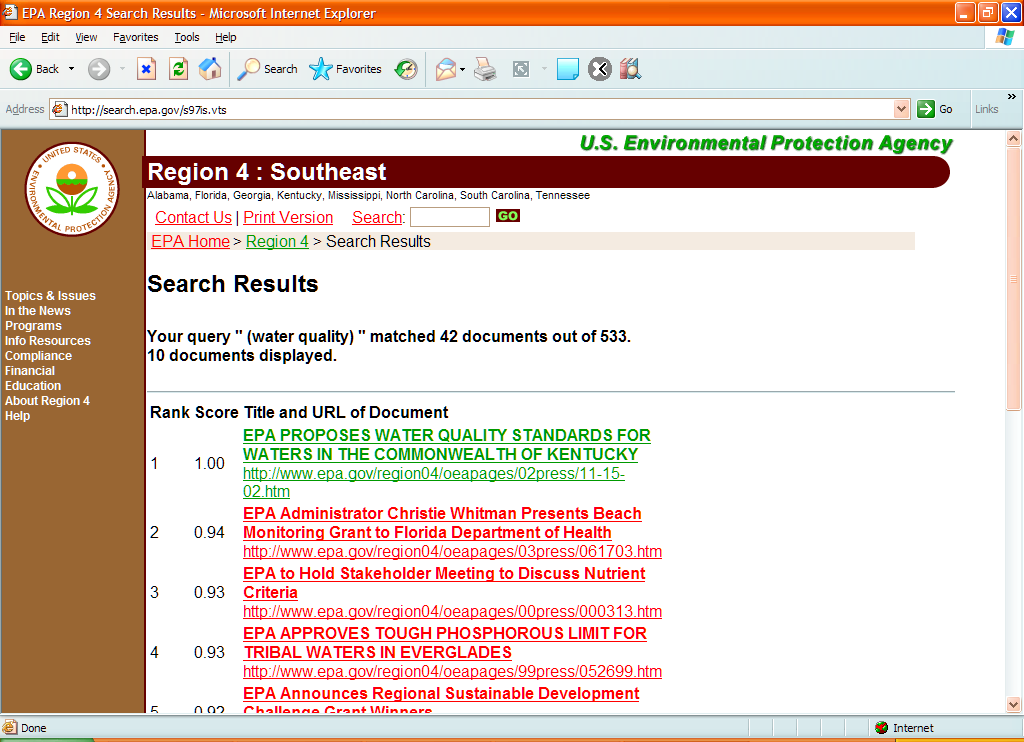 EPA Region 4 Search Results - Microsoft Internet Explorer
File Edit View Favorites Tools Help
Back Search Favorites
Address http://search.epa.gov/s97is.vts Go Links »
UNITED STATES ENVIRONMENTAL PROTECTION AGENCY
U.S. Environmental Protection Agency
Region 4 : Southeast
Alabama, Florida, Georgia, Kentucky, Mississippi, North Carolina, South Carolina, Tennessee
Contact Us | Print Version Search: GO
EPA Home > Region 4 > Search Results
Topics & Issues
In the News
Programs
Info Resources
Compliance
Financial
Education
About Region 4
Help
Search Results
Your query " (water quality) " matched 42 documents out of 533.
10 documents displayed.
Rank Score Title and URL of Document
1 1.00 EPA PROPOSES WATER QUALITY STANDARDS FOR
WATERS IN THE COMMONWEALTH OF KENTUCKY
http://www.epa.gov/region04/oeapages/02press/11-15-
02.htm
2 0.94 EPA Administrator Christie Whitman Presents Beach
Monitoring Grant to Florida Department of Health
http://www.epa.gov/region04/oeapages/03press/061703.htm
3 0.93 EPA to Hold Stakeholder Meeting to Discuss Nutrient
Criteria
http://www.epa.gov/region04/oeapages/00press/000313.htm
4 0.93 EPA APPROVES TOUGH PHOSPHOROUS LIMIT FOR
TRIBAL WATERS IN EVERGLADES
http://www.epa.gov/region04/oeapages/99press/052699.htm
5 0.92 EPA Announces Regional Sustainable Development
Challenge Grant Winners
Done Internet